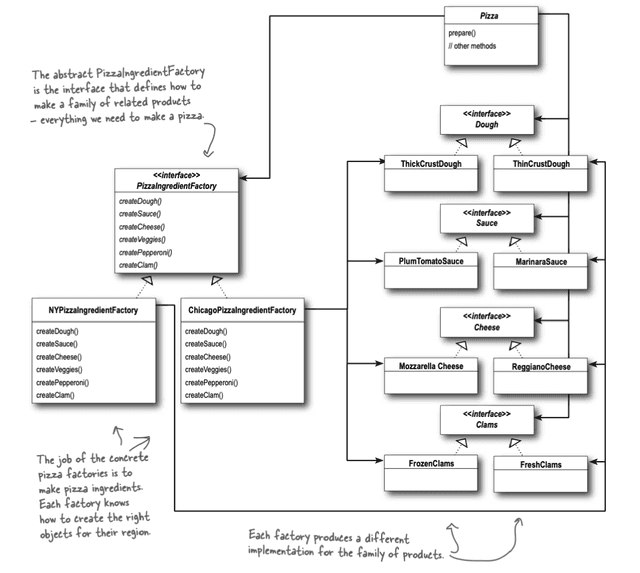 Pizza
prepare()
// other methods
The abstract PizzaIngredientFactory
is the interface that defines how to
make a family of related products
– everything we need to make a pizza.
<<interface>>
PizzaIngredientFactory
createDough()
createSauce()
createCheese()
createVeggies()
createPepperoni()
createClam()
NYPizzaIngredientFactory
createDough()
createSauce()
createCheese()
createVeggies()
createPepperoni()
createClam()
ChicagoPizzaIngredientFactory
createDough()
createSauce()
createCheese()
createVeggies()
createPepperoni()
createClam()
<<interface>>
Dough
ThickCrustDough
ThinCrustDough
<<interface>>
Sauce
PlumTomatoSauce
MarinaraSauce
<<interface>>
Cheese
Mozzarella Cheese
ReggianoCheese
<<interface>>
Clams
FrozenClams
FreshClams
The job of the concrete
pizza factories is to
make pizza ingredients.
Each factory knows
how to create the right
objects for their region.
Each factory produces a different
implementation for the family of products.